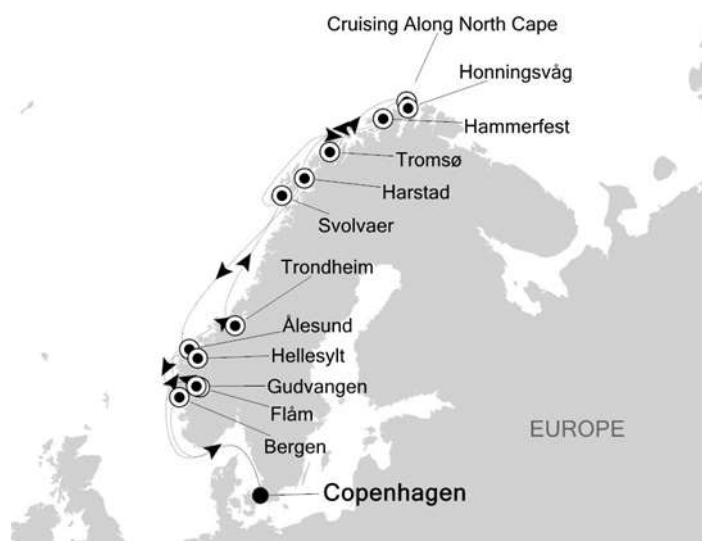 Cruising Along North Cape
Honningsvåg
Hammerfest
Tromsø
Harstad
Svolvaer
Trondheim
Ålesund
Hellesylt
Gudvangen
Flåm
Bergen
EUROPE
Copenhagen